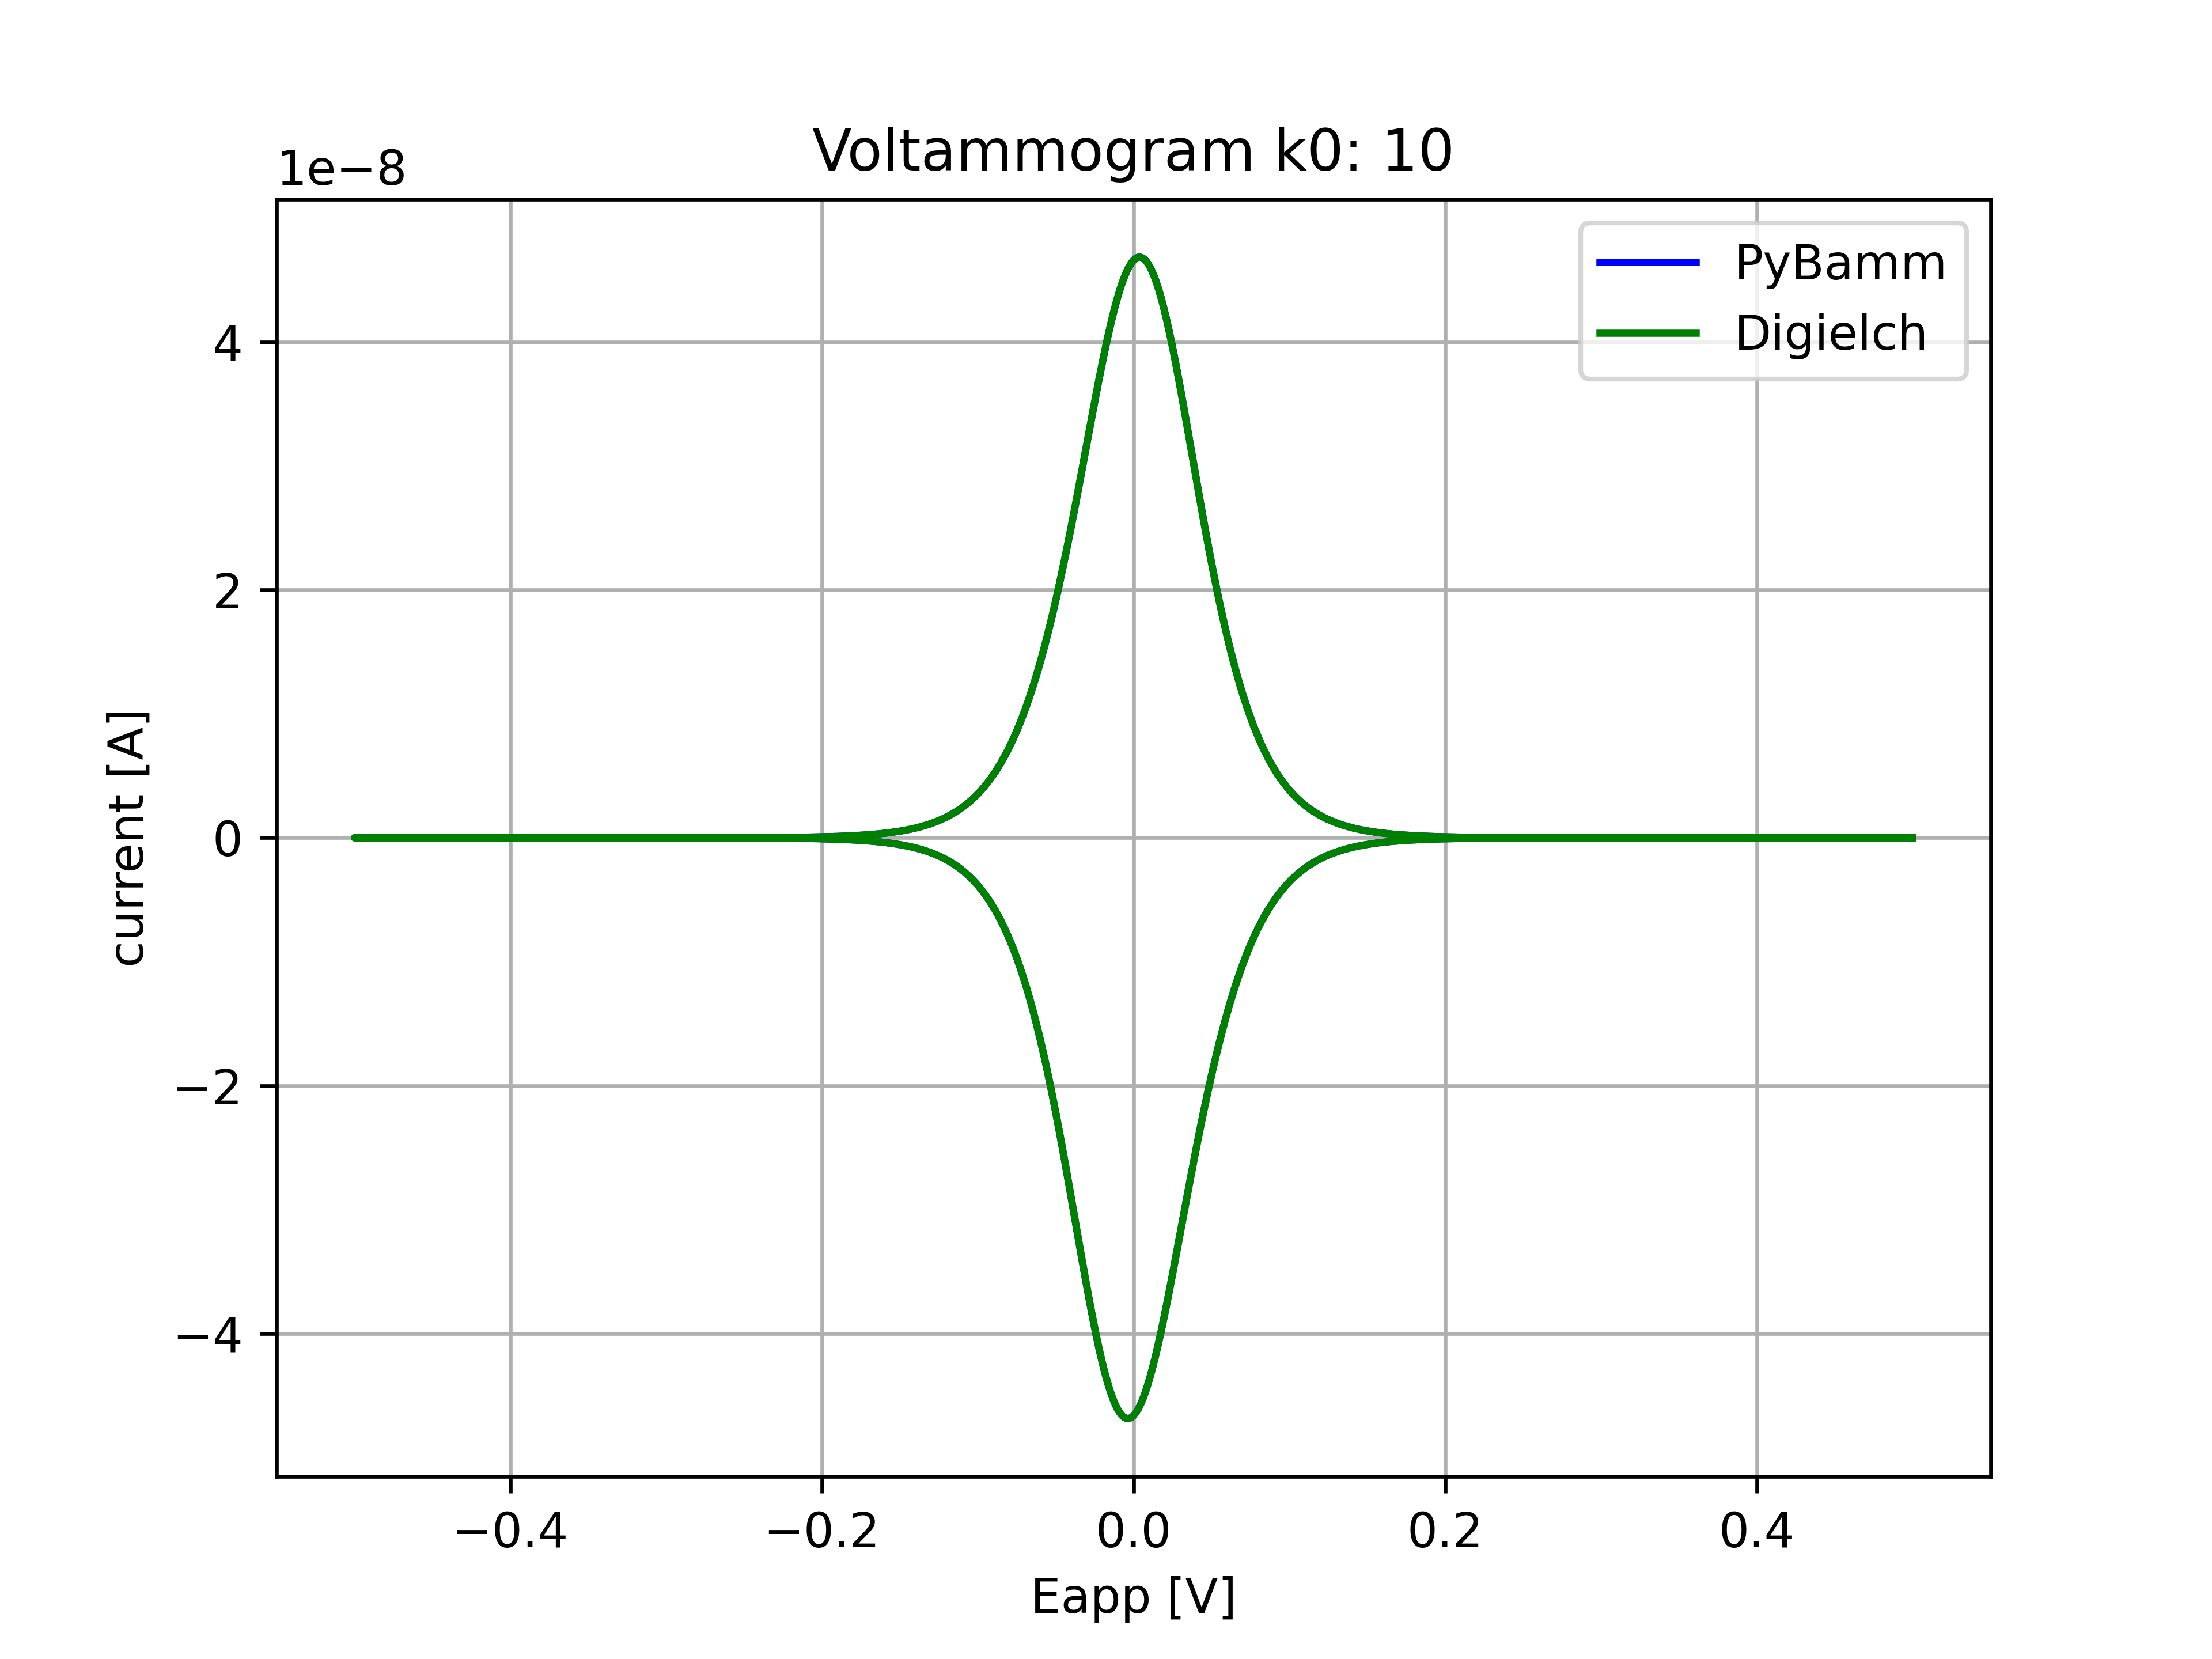 Voltammogram k0: 10
1e−8
PyBamm
Digielch
4
2
0
−2
−4
current [A]
−0.4 −0.2 0.0 0.2 0.4
Eapp [V]